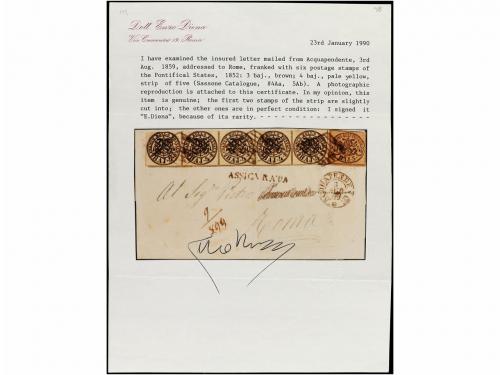 Dott. Enzo Diena
Via Crescenzio 19, Roma
23rd January 1990
I have examined the insured letter mailed from Acquapendente, 3rd
Aug. 1859, addressed to Rome, franked with six postage stamps of
the Pontifical States, 1852: 3 baj., brown; 4 baj., pale yellow,
strip of five (Sassone Catalogue, #4Aa, 5Ab). A photographic
reproduction is attached to this certificate. In my opinion, this
item is genuine; the first two stamps of the strip are slightly
cut into; the other ones are in perfect condition: I signed it
"E.Diena", because of its rarity. - - - - - - - - - - - - - - - -
ASSICURATA
Al Sigr
Roma